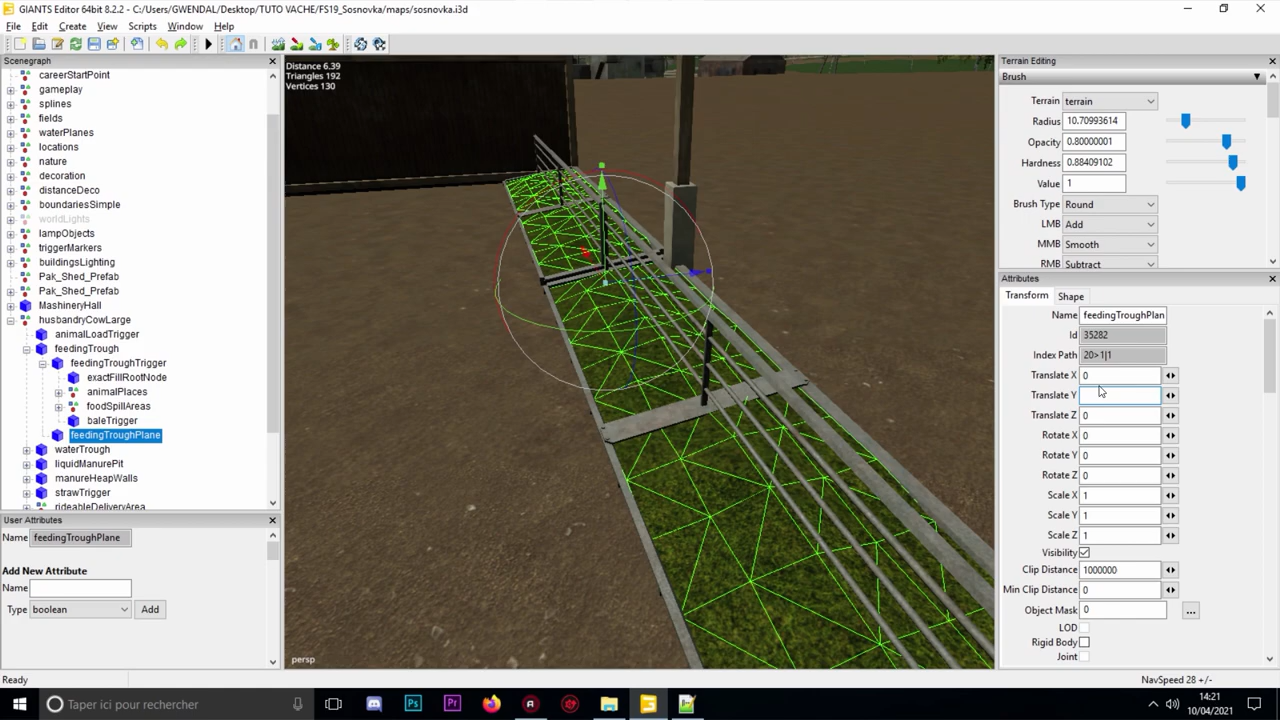 GIANTS Editor 64bit 8.2.2 - C:/Users/GWENDAL/Desktop/TUTO VACHE/FS19_Sosnovka/maps/sosnovka.i3d
File Edit Create View Scripts Window Help
Scenegraph
careerStartPoint
gameplay
splines
fields
waterPlanes
locations
nature
decoration
distanceDeco
boundariesSimple
worldLights
lampObjects
triggerMarkers
buildingsLighting
Pak_Shed_Prefab
Pak_Shed_Prefab
MachineryHall
husbandryCowLarge
animalLoadTrigger
feedingTrough
feedingTroughTrigger
exactFillRootNode
animalPlaces
foodSpillAreas
baleTrigger
feedingTroughPlane
waterTrough
liquidManurePit
manureHeapWalls
strawTrigger
rideableDeliveryArea
User Attributes
Name feedingTroughPlane
Add New Attribute
Name
Type boolean Add
Distance 6.39
Triangles 192
Vertices 130
persp
Terrain Editing
Brush
Terrain terrain
Radius 10.70993614
Opacity 0.80000001
Hardness 0.88409102
Value 1
Brush Type Round
LMB Add
MMB Smooth
RMB Subtract
Attributes
Transform Shape
Name feedingTroughPlan
Id 35282
Index Path 20>1|1
Translate X 0
Translate Y
Translate Z 0
Rotate X 0
Rotate Y 0
Rotate Z 0
Scale X 1
Scale Y 1
Scale Z 1
Visibility
Clip Distance 1000000
Min Clip Distance 0
Object Mask 0 ...
LOD
Rigid Body
Joint
Ready
NavSpeed 28 +/-
Taper ici pour rechercher
Ps
Pr
14:21
10/04/2021